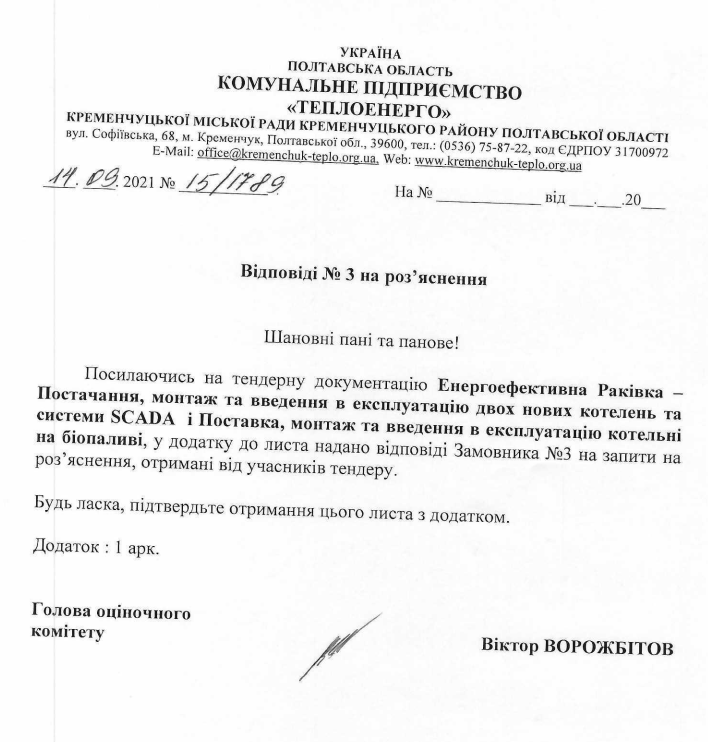 УКРАЇНА
ПОЛТАВСЬКА ОБЛАСТЬ
КОМУНАЛЬНЕ ПІДПРИЄМСТВО
«ТЕПЛОЕНЕРГО»
КРЕМЕНЧУЦЬКОЇ МІСЬКОЇ РАДИ КРЕМЕНЧУЦЬКОГО РАЙОНУ ПОЛТАВСЬКОЇ ОБЛАСТІ
вул. Софіївська, 68, м. Кременчук, Полтавської обл., 39600, тел.: (0536) 75-87-22, код ЄДРПОУ 31700972
E-Mail: office@kremenchuk-teplo.org.ua, Web: www.kremenchuk-teplo.org.ua
14. 09. 2021 № 15/1789. На № ____________ від ___.___.20___
Відповіді № 3 на роз’яснення
Шановні пані та панове!
Посилаючись на тендерну документацію Енергоефективна Раківка –
Постачання, монтаж та введення в експлуатацію двох нових котелень та
системи SCADA і Поставка, монтаж та введення в експлуатацію котельні
на біопаливі, у додатку до листа надано відповіді Замовника №3 на запити на
роз’яснення, отримані від учасників тендеру.
Будь ласка, підтвердьте отримання цього листа з додатком.
Додаток : 1 арк.
Голова оціночного
комітету
Віктор ВОРОЖБІТОВ